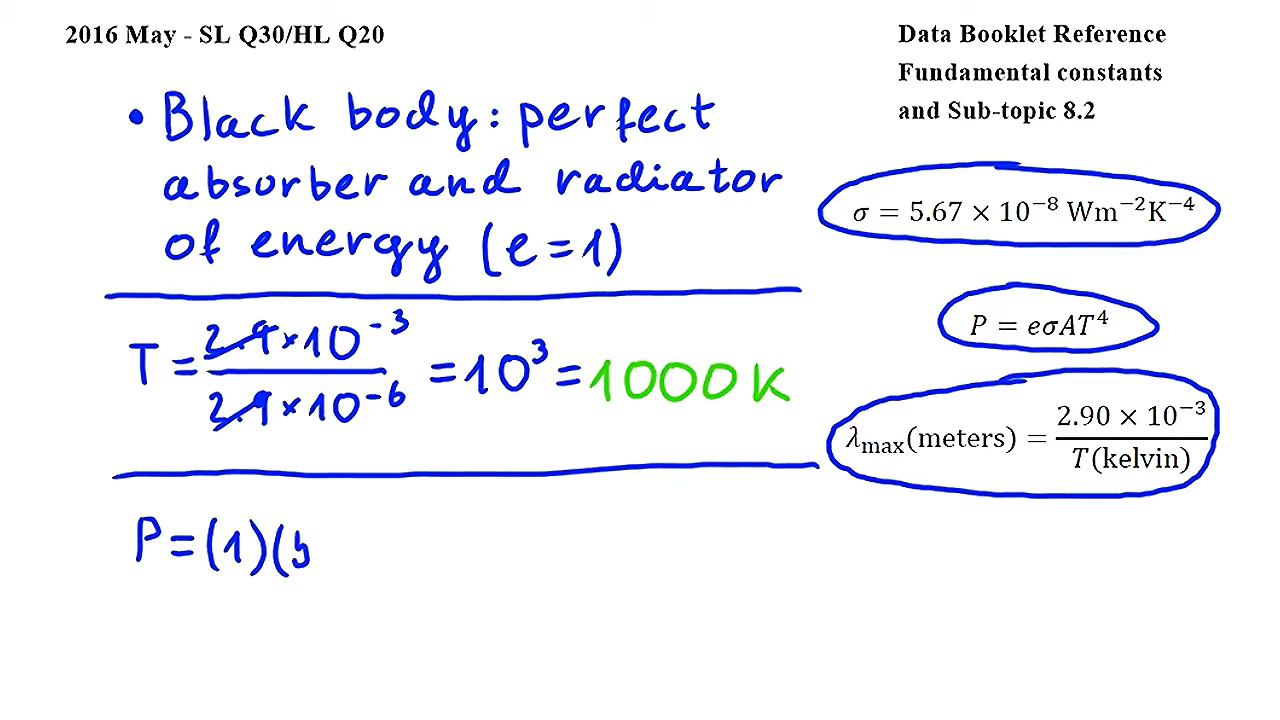 2016 May - SL Q30/HL Q20
Data Booklet Reference
Fundamental constants
and Sub-topic 8.2
• Black body: perfect
absorber and radiator
of energy (e=1)
σ = 5.67 × 10⁻⁸ Wm⁻²K⁻⁴
P = eσAT⁴
T = 2.9×10⁻³ / 2.9×10⁻⁶ = 10³ = 1000 K
λmax(meters) = 2.90 × 10⁻³ / T(kelvin)
P = (1)(5